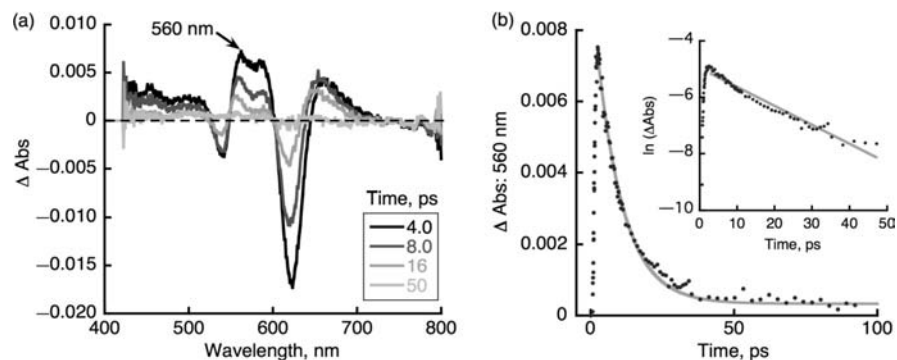 (a)
0.010
0.005
0
−0.005
−0.010
−0.015
−0.020
Δ Abs
560 nm
Time, ps
4.0
8.0
16
50
400 500 600 700 800
Wavelength, nm
(b)
0.008
0.006
0.004
0.002
0
Δ Abs: 560 nm
−4
−6
−8
−10
ln (ΔAbs)
0 10 20 30 40 50
Time, ps
0 50 100
Time, ps